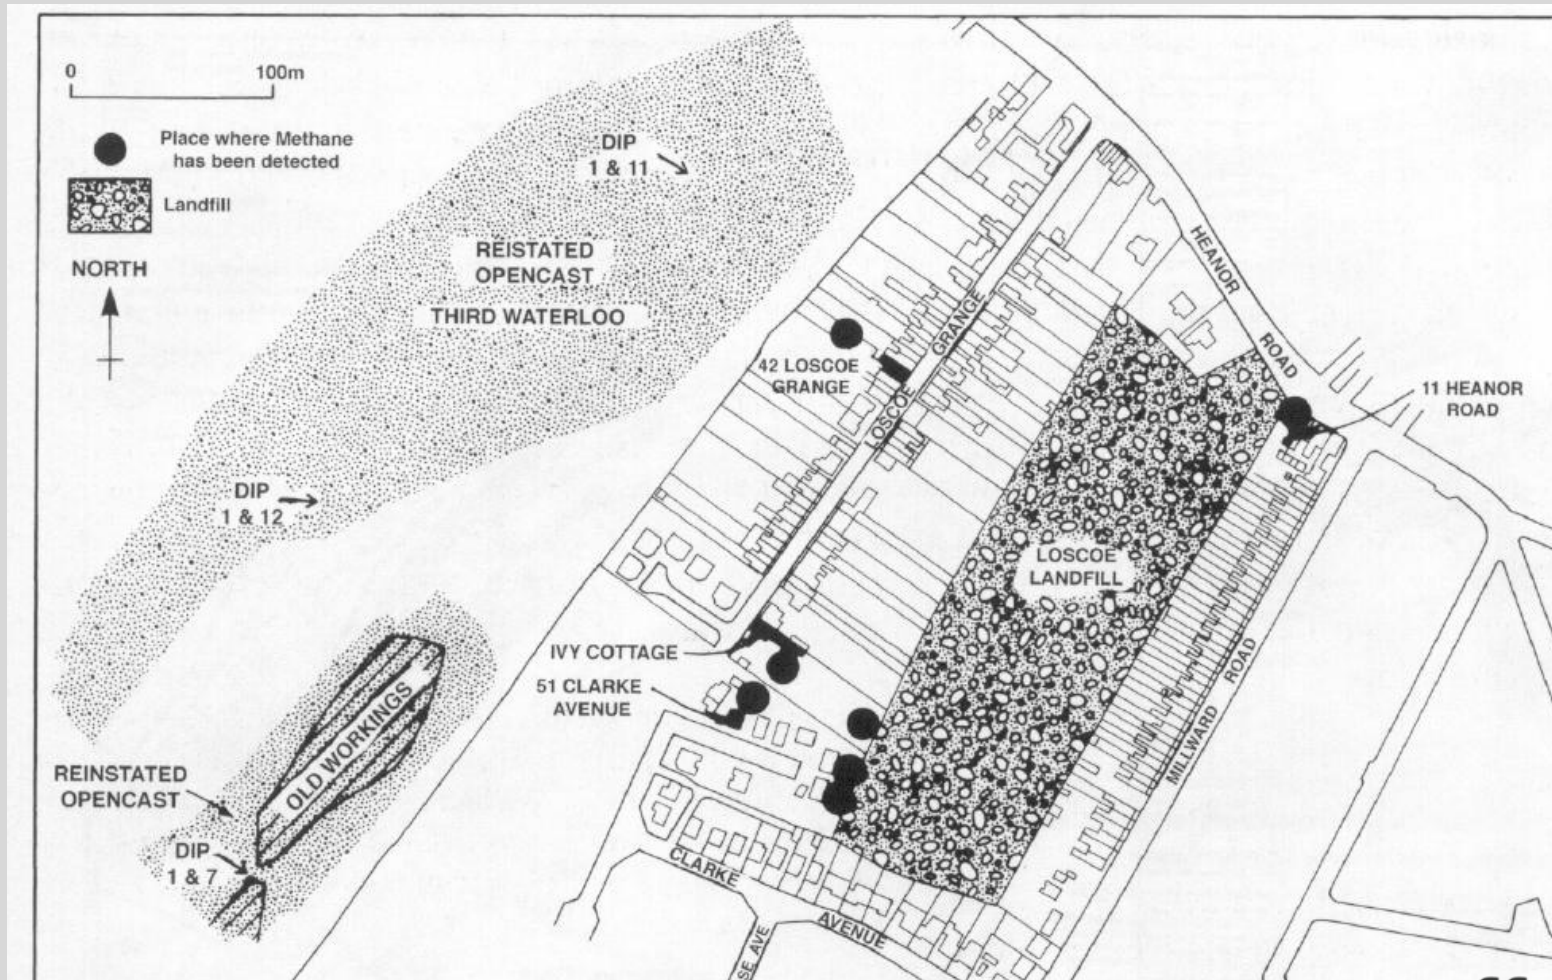 0 100m
Place where Methane
has been detected
Landfill
NORTH
DIP
1 & 11
REISTATED
OPENCAST
THIRD WATERLOO
DIP
1 & 12
42 LOSCOE
GRANGE
LOSCOE GRANGE
HEANOR ROAD
11 HEANOR
ROAD
LOSCOE
LANDFILL
IVY COTTAGE
51 CLARKE
AVENUE
MILLWARD ROAD
OLD WORKINGS
REINSTATED
OPENCAST
DIP
1 & 7
CLARKE AVENUE
SE AVE